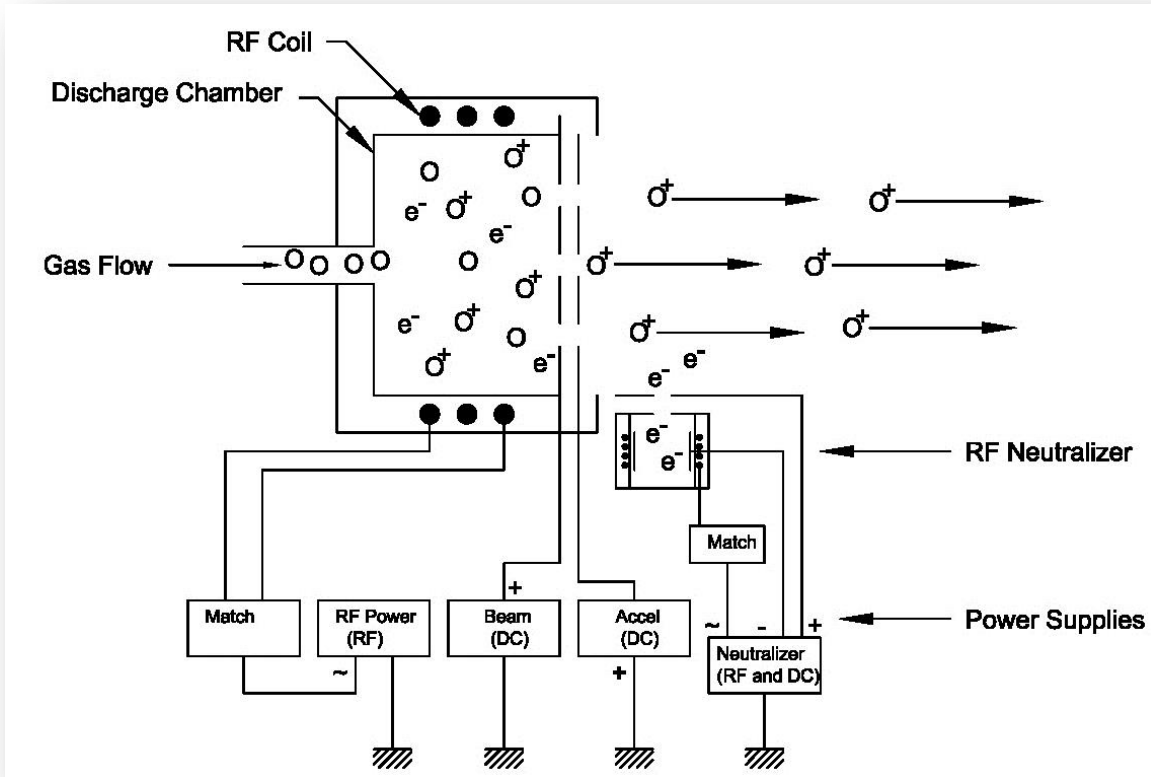 RF Coil
Discharge Chamber
O
O⁺
O
O⁺
O⁺
O⁺
e⁻
O⁺
e⁻
Gas Flow
O O O O
O
O⁺
O⁺
O⁺
e⁻
O⁺
O
O⁺
O⁺
O⁺
e⁻
e⁻
e⁻
e⁻
e⁻
RF Neutralizer
Match
+
Match
RF Power
(RF)
~
Beam
(DC)
Accel
(DC)
+
~
-
+
Neutralizer
(RF and DC)
Power Supplies